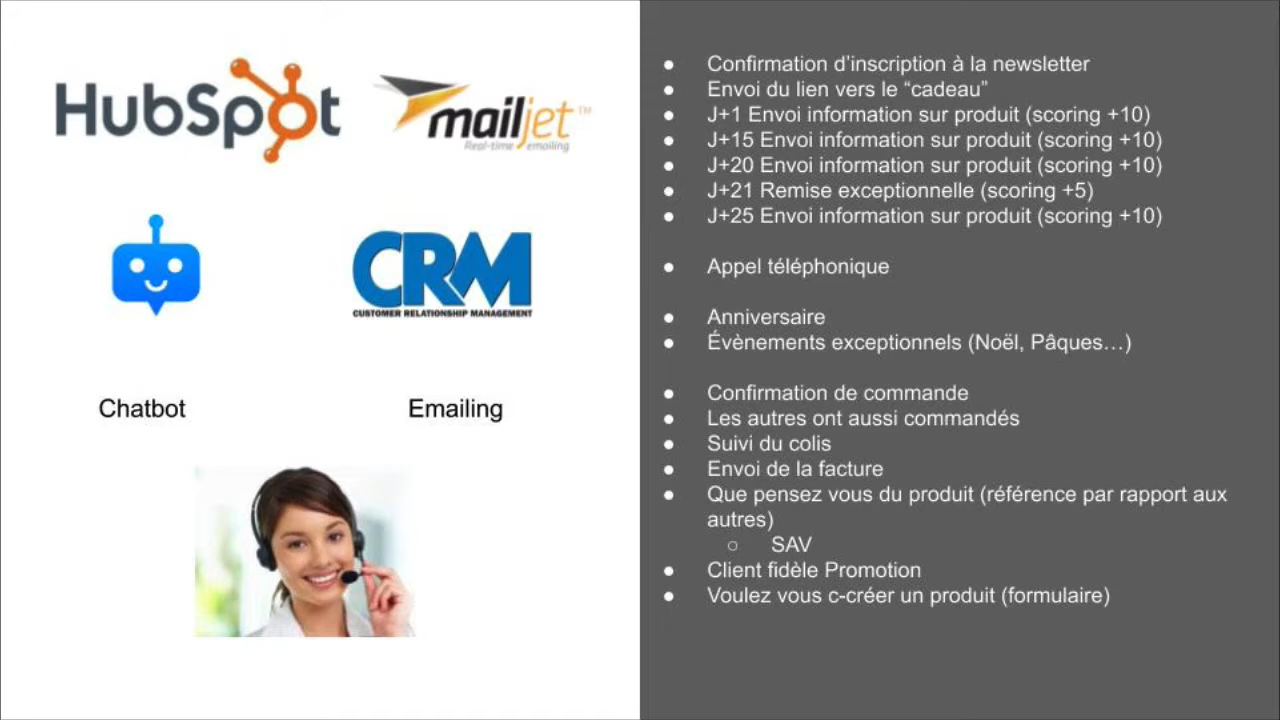 HubSpot
mailjet™
Real-time emailing
CRM
CUSTOMER RELATIONSHIP MANAGEMENT
Chatbot
Emailing
● Confirmation d’inscription à la newsletter
● Envoi du lien vers le “cadeau”
● J+1 Envoi information sur produit (scoring +10)
● J+15 Envoi information sur produit (scoring +10)
● J+20 Envoi information sur produit (scoring +10)
● J+21 Remise exceptionnelle (scoring +5)
● J+25 Envoi information sur produit (scoring +10)
● Appel téléphonique
● Anniversaire
● Évènements exceptionnels (Noël, Pâques…)
● Confirmation de commande
● Les autres ont aussi commandés
● Suivi du colis
● Envoi de la facture
● Que pensez vous du produit (référence par rapport aux
autres)
○ SAV
● Client fidèle Promotion
● Voulez vous c-créer un produit (formulaire)